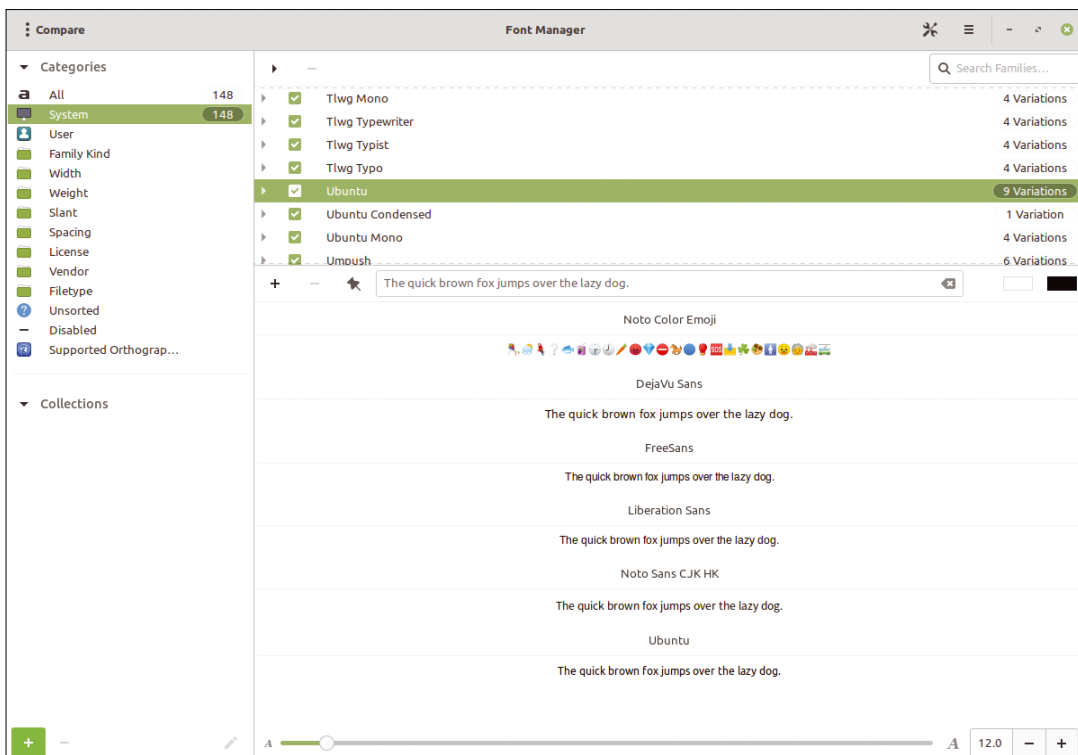 Compare
Font Manager
Categories
a All 148
System 148
User
Family Kind
Width
Weight
Slant
Spacing
License
Vendor
Filetype
Unsorted
Disabled
Supported Orthograp…
Collections
Search Families…
Tlwg Mono 4 Variations
Tlwg Typewriter 4 Variations
Tlwg Typist 4 Variations
Tlwg Typo 4 Variations
Ubuntu 9 Variations
Ubuntu Condensed 1 Variation
Ubuntu Mono 4 Variations
Umpush 6 Variations
The quick brown fox jumps over the lazy dog.
Noto Color Emoji
DejaVu Sans
The quick brown fox jumps over the lazy dog.
FreeSans
The quick brown fox jumps over the lazy dog.
Liberation Sans
The quick brown fox jumps over the lazy dog.
Noto Sans CJK HK
The quick brown fox jumps over the lazy dog.
Ubuntu
The quick brown fox jumps over the lazy dog.
A A 12.0